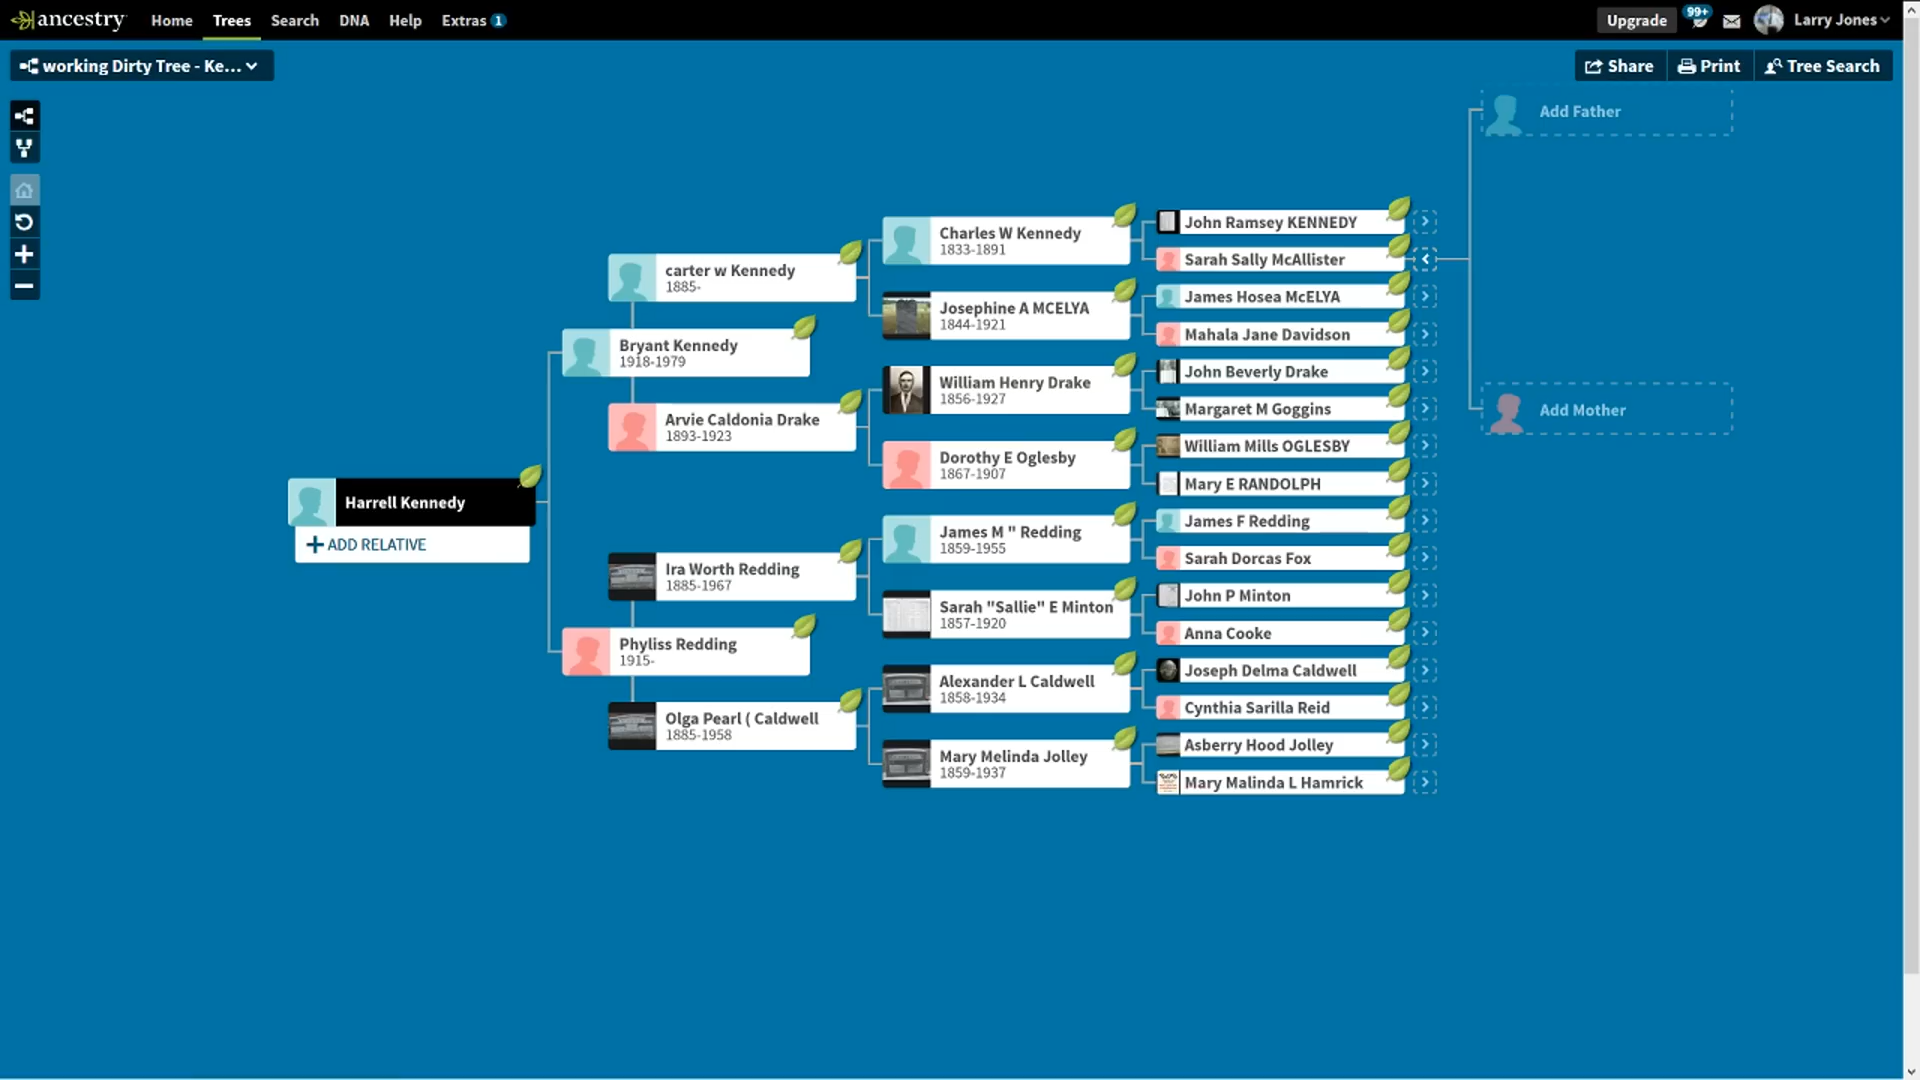 ancestry Home Trees Search DNA Help Extras 1 Upgrade 99+ Larry Jones
working Dirty Tree - Ke... Share Print Tree Search
Add Father
John Ramsey KENNEDY
Charles W Kennedy
1833-1891
Sarah Sally McAllister
carter w Kennedy
1885-
James Hosea McELYA
Josephine A MCELYA
1844-1921
Mahala Jane Davidson
Bryant Kennedy
1918-1979
John Beverly Drake
William Henry Drake
1856-1927
Margaret M Goggins
Add Mother
Arvie Caldonia Drake
1893-1923
William Mills OGLESBY
Dorothy E Oglesby
1867-1907
Mary E RANDOLPH
Harrell Kennedy
ADD RELATIVE
James F Redding
James M " Redding
1859-1955
Sarah Dorcas Fox
Ira Worth Redding
1885-1967
John P Minton
Sarah "Sallie" E Minton
1857-1920
Anna Cooke
Phyliss Redding
1915-
Joseph Delma Caldwell
Alexander L Caldwell
1858-1934
Cynthia Sarilla Reid
Olga Pearl ( Caldwell
1885-1958
Asberry Hood Jolley
Mary Melinda Jolley
1859-1937
Mary Malinda L Hamrick